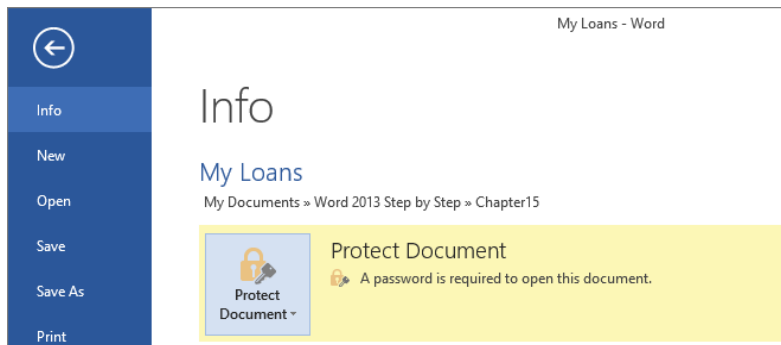 My Loans - Word
Info
New
Open
Save
Save As
Print
Info
My Loans
My Documents » Word 2013 Step by Step » Chapter15
Protect
Document
Protect Document
A password is required to open this document.